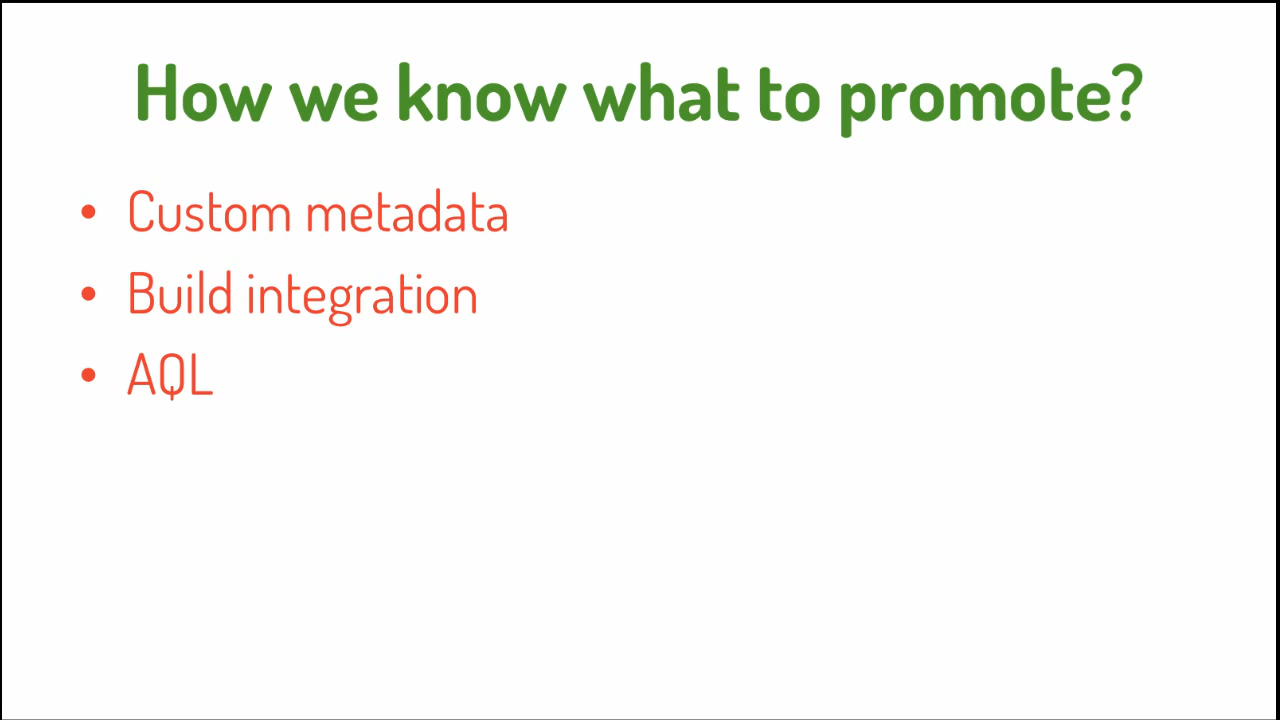 How we know what to promote?
• Custom metadata
• Build integration
• AQL